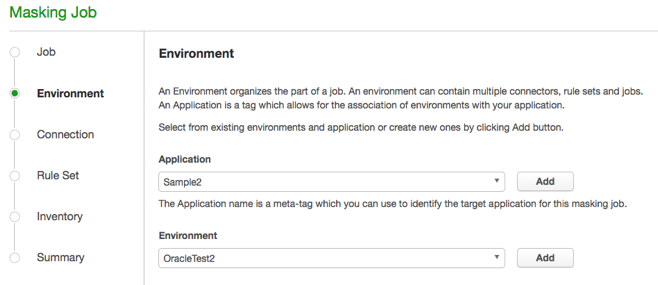 Masking Job
Job
Environment
Connection
Rule Set
Inventory
Summary
Environment
An Environment organizes the part of a job. An environment can contain multiple connectors, rule sets and jobs.
An Application is a tag which allows for the association of environments with your application.
Select from existing environments and application or create new ones by clicking Add button.
Application
Sample2 Add
The Application name is a meta-tag which you can use to identify the target application for this masking job.
Environment
OracleTest2 Add